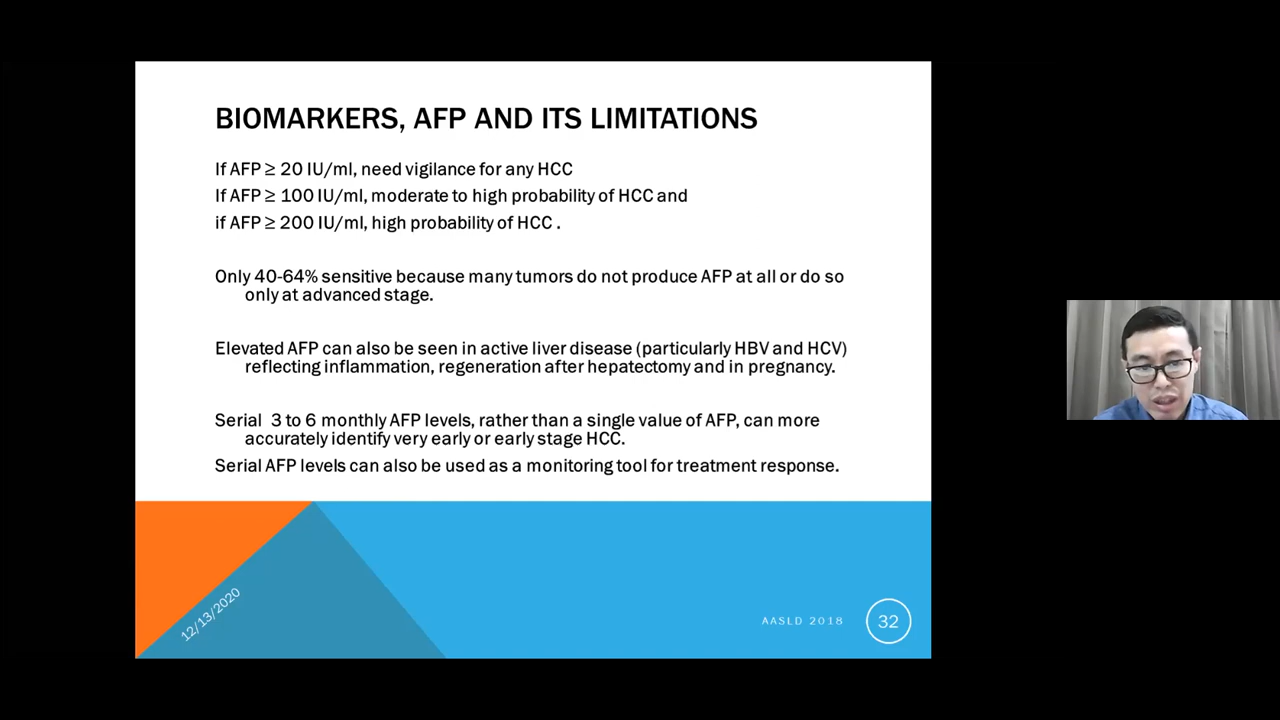 BIOMARKERS, AFP AND ITS LIMITATIONS
If AFP ≥ 20 IU/ml, need vigilance for any HCC
If AFP ≥ 100 IU/ml, moderate to high probability of HCC and
if AFP ≥ 200 IU/ml, high probability of HCC .
Only 40-64% sensitive because many tumors do not produce AFP at all or do so
only at advanced stage.
Elevated AFP can also be seen in active liver disease (particularly HBV and HCV)
reflecting inflammation, regeneration after hepatectomy and in pregnancy.
Serial  3 to 6 monthly AFP levels, rather than a single value of AFP, can more
accurately identify very early or early stage HCC.
Serial AFP levels can also be used as a monitoring tool for treatment response.
12/13/2020
AASLD 2018
32